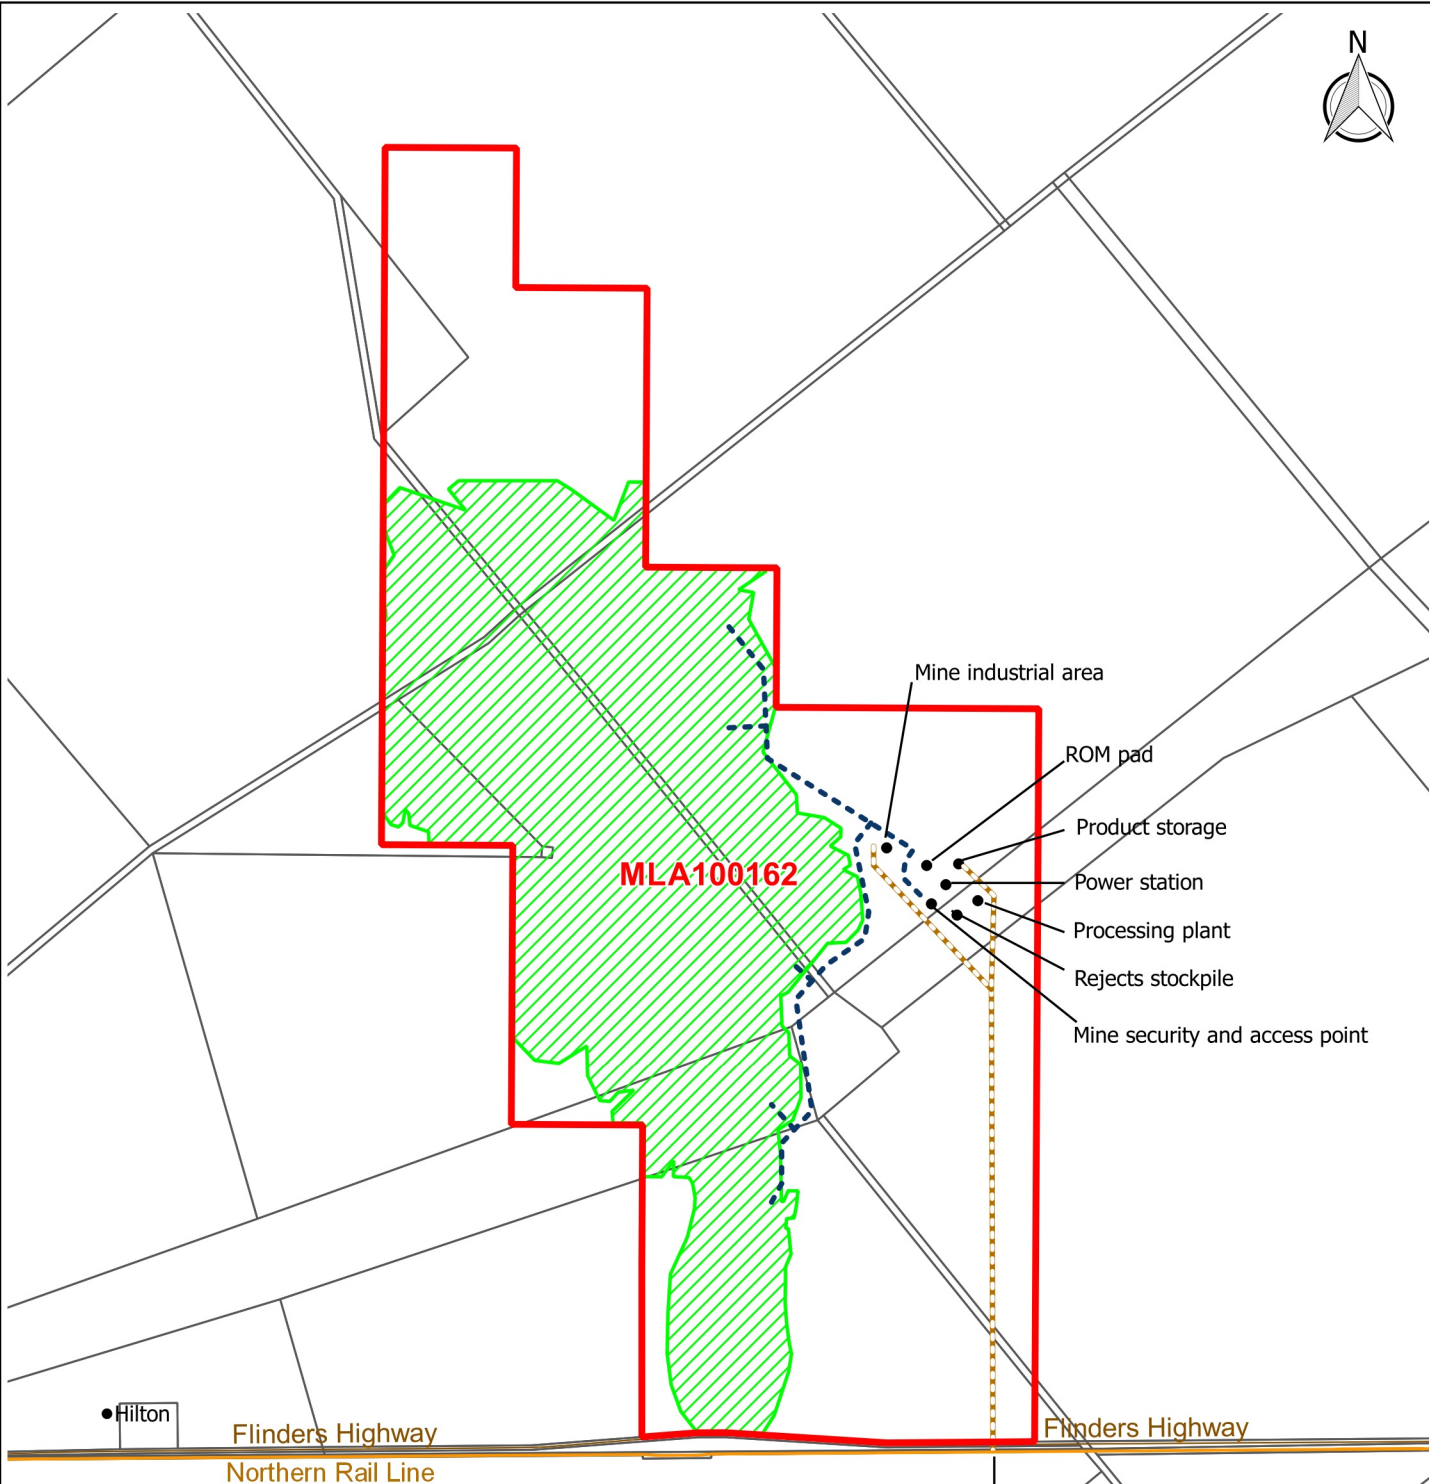 N
Mine industrial area
ROM pad
Product storage
MLA100162
Power station
Processing plant
Rejects stockpile
Mine security and access point
Hilton
Flinders Highway
Flinders Highway
Northern Rail Line